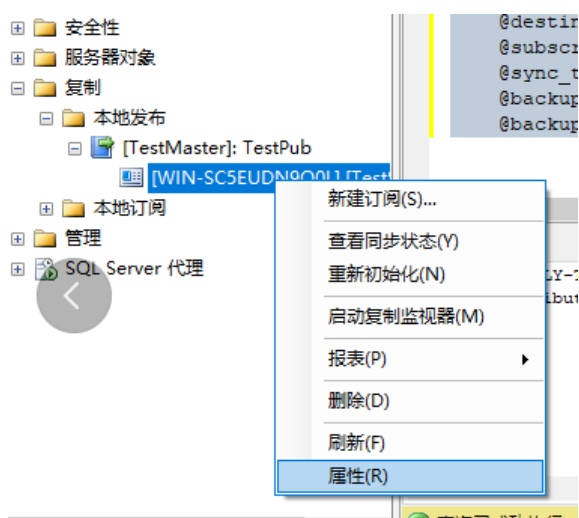 安全性
服务器对象
复制
本地发布
[TestMaster]: TestPub
[WIN-SC5EUDN9O0L] [Test
本地订阅
管理
SQL Server 代理
@destin
@subscr
@sync_t
@backup
@backup
新建订阅(S)...
查看同步状态(Y)
重新初始化(N)
启动复制监视器(M)
报表(P)
删除(D)
刷新(F)
属性(R)
LY-T
ibut